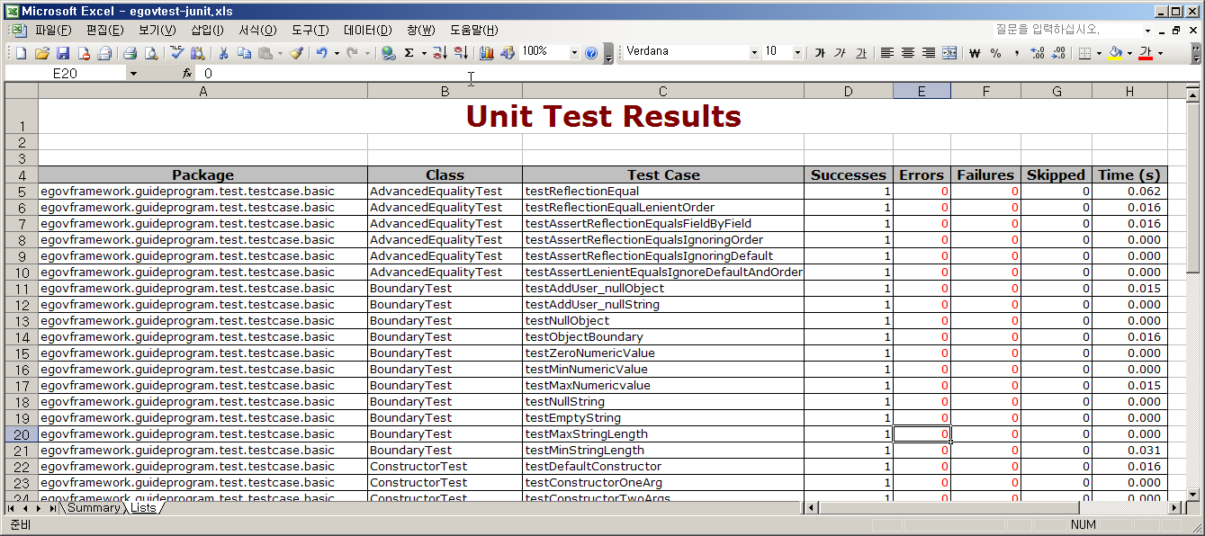 Microsoft Excel - egovtest-junit.xls
파일(F) 편집(E) 보기(V) 삽입(I) 서식(O) 도구(T) 데이터(D) 창(W) 도움말(H) 질문을 입력하십시오.
100% Verdana 10 가 가 가 ₩ % , 가
E20 fx 0
A B C D E F G H
1 Unit Test Results
2
3
4 Package Class Test Case Successes Errors Failures Skipped Time (s)
5 egovframework.guideprogram.test.testcase.basic AdvancedEqualityTest testReflectionEqual 1 0 0 0 0.062
6 egovframework.guideprogram.test.testcase.basic AdvancedEqualityTest testReflectionEqualLenientOrder 1 0 0 0 0.016
7 egovframework.guideprogram.test.testcase.basic AdvancedEqualityTest testAssertReflectionEqualsFieldByField 1 0 0 0 0.016
8 egovframework.guideprogram.test.testcase.basic AdvancedEqualityTest testAssertReflectionEqualsIgnoringOrder 1 0 0 0 0.000
9 egovframework.guideprogram.test.testcase.basic AdvancedEqualityTest testAssertReflectionEqualsIgnoringDefault 1 0 0 0 0.000
10 egovframework.guideprogram.test.testcase.basic AdvancedEqualityTest testAssertLenientEqualsIgnoreDefaultAndOrder 1 0 0 0 0.000
11 egovframework.guideprogram.test.testcase.basic BoundaryTest testAddUser_nullObject 1 0 0 0 0.015
12 egovframework.guideprogram.test.testcase.basic BoundaryTest testAddUser_nullString 1 0 0 0 0.000
13 egovframework.guideprogram.test.testcase.basic BoundaryTest testNullObject 1 0 0 0 0.000
14 egovframework.guideprogram.test.testcase.basic BoundaryTest testObjectBoundary 1 0 0 0 0.016
15 egovframework.guideprogram.test.testcase.basic BoundaryTest testZeroNumericValue 1 0 0 0 0.000
16 egovframework.guideprogram.test.testcase.basic BoundaryTest testMinNumericValue 1 0 0 0 0.000
17 egovframework.guideprogram.test.testcase.basic BoundaryTest testMaxNumericvalue 1 0 0 0 0.015
18 egovframework.guideprogram.test.testcase.basic BoundaryTest testNullString 1 0 0 0 0.000
19 egovframework.guideprogram.test.testcase.basic BoundaryTest testEmptyString 1 0 0 0 0.000
20 egovframework.guideprogram.test.testcase.basic BoundaryTest testMaxStringLength 1 0 0 0 0.000
21 egovframework.guideprogram.test.testcase.basic BoundaryTest testMinStringLength 1 0 0 0 0.031
22 egovframework.guideprogram.test.testcase.basic ConstructorTest testDefaultConstructor 1 0 0 0 0.016
23 egovframework.guideprogram.test.testcase.basic ConstructorTest testConstructorOneArg 1 0 0 0 0.000
24 egovframework.guideprogram.test.testcase.basic ConstructorTest testConstructorTwoArgs 1 0 0 0 0.000
Summary Lists
준비 NUM